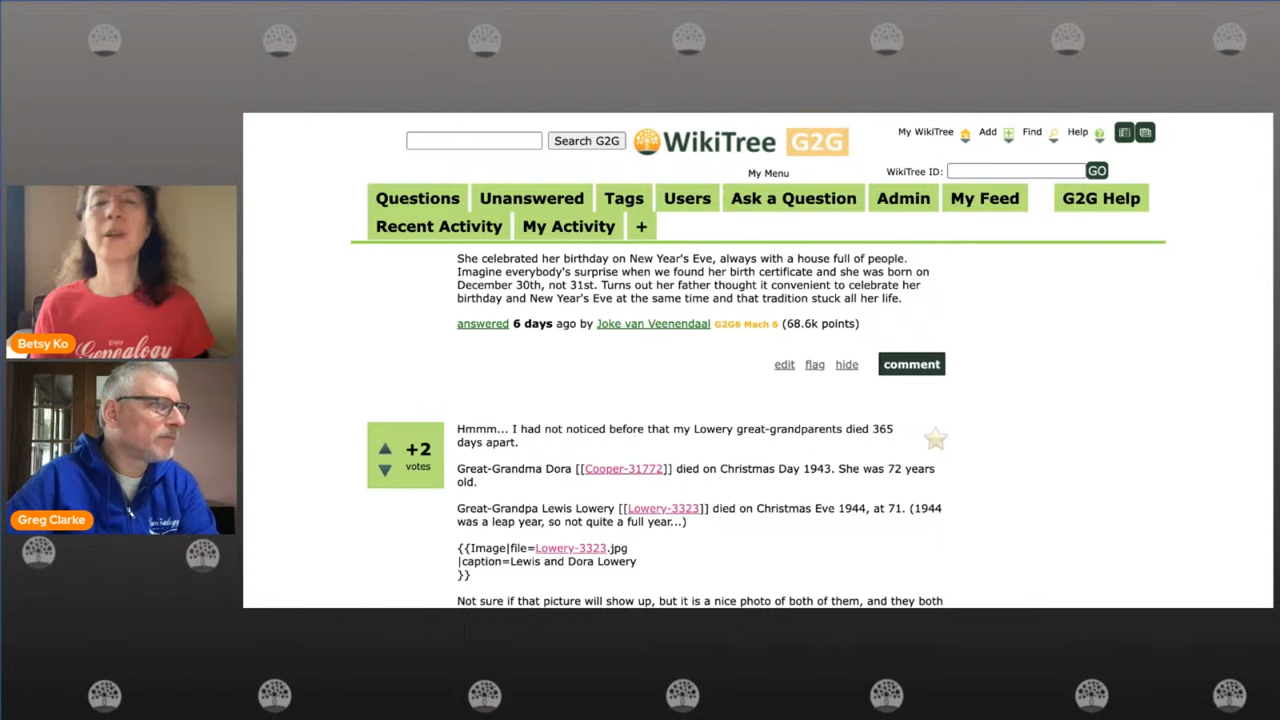 Search G2G
WikiTree G2G
My WikiTree Add Find Help
My Menu
WikiTree ID: GO
Questions Unanswered Tags Users Ask a Question Admin My Feed G2G Help
Recent Activity My Activity +
She celebrated her birthday on New Year's Eve, always with a house full of people.
Imagine everybody's surprise when we found her birth certificate and she was born on
December 30th, not 31st. Turns out her father thought it convenient to celebrate her
birthday and New Year's Eve at the same time and that tradition stuck all her life.
answered 6 days ago by Joke van Veenendaal G2G6 Mach 6 (68.6k points)
edit flag hide comment
+2
votes
Hmmm... I had not noticed before that my Lowery great-grandparents died 365
days apart.
Great-Grandma Dora [[Cooper-31772]] died on Christmas Day 1943. She was 72 years
old.
Great-Grandpa Lewis Lowery [[Lowery-3323]] died on Christmas Eve 1944, at 71. (1944
was a leap year, so not quite a full year...)
{{Image|file=Lowery-3323.jpg
|caption=Lewis and Dora Lowery
}}
Not sure if that picture will show up, but it is a nice photo of both of them, and they both
Betsy Ko
ENJOY
Genealogy
Greg Clarke